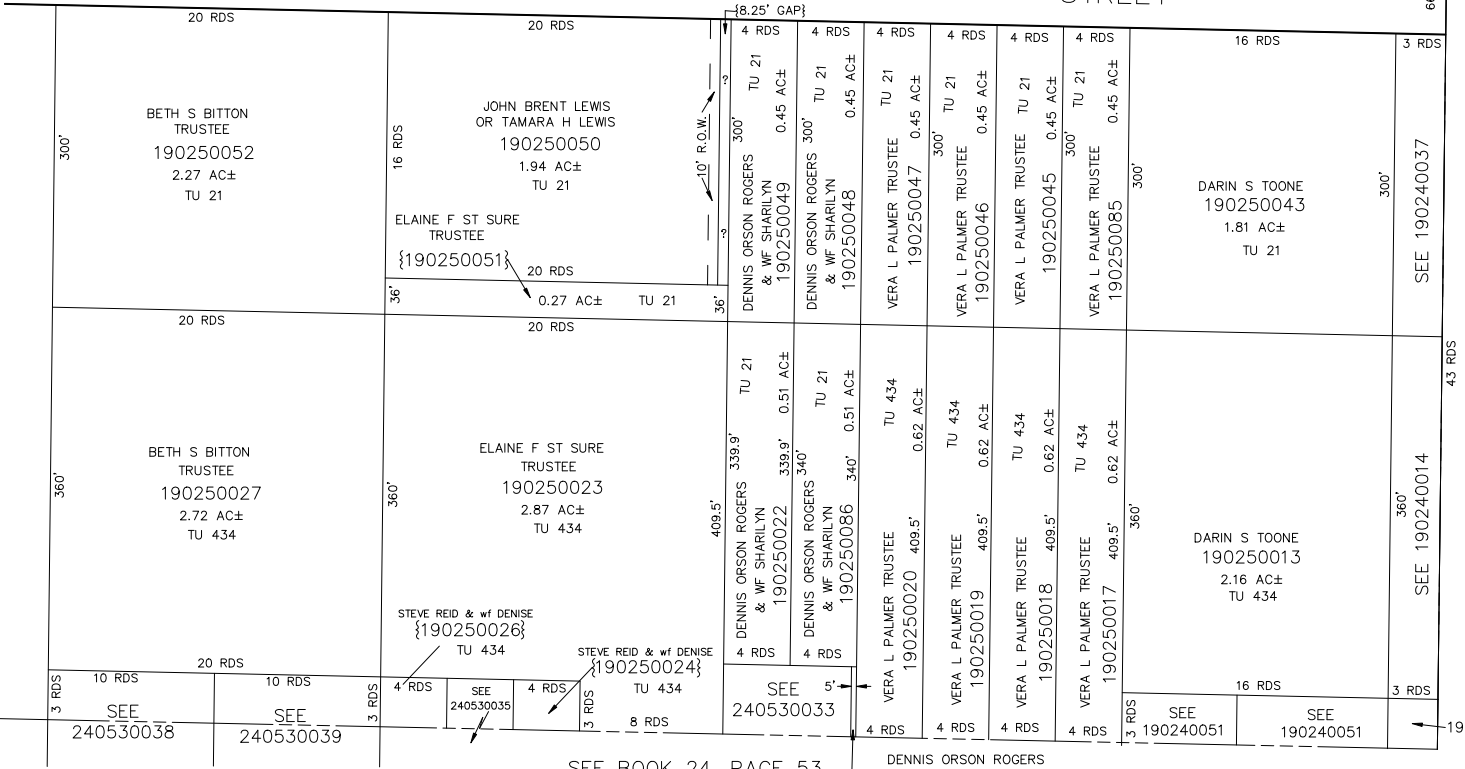 STREET
66
{8.25' GAP}
20 RDS
20 RDS
4 RDS
4 RDS
4 RDS
4 RDS
4 RDS
4 RDS
16 RDS
3 RDS
BETH S BITTON
TRUSTEE
190250052
2.27 AC±
TU 21
300'
JOHN BRENT LEWIS
OR TAMARA H LEWIS
190250050
1.94 AC±
TU 21
16 RDS
10' R.O.W.
?
?
ELAINE F ST SURE
TRUSTEE
{190250051}
20 RDS
36'
0.27 AC±
TU 21
36'
DENNIS ORSON ROGERS
& WF SHARILYN
190250049
300'
TU 21
0.45 AC±
DENNIS ORSON ROGERS
& WF SHARILYN
190250048
300'
TU 21
0.45 AC±
VERA L PALMER TRUSTEE
190250047
TU 21
0.45 AC±
VERA L PALMER TRUSTEE
190250046
300'
TU 21
0.45 AC±
VERA L PALMER TRUSTEE
190250045
TU 21
0.45 AC±
VERA L PALMER TRUSTEE
190250085
300'
TU 21
0.45 AC±
300'
DARIN S TOONE
190250043
1.81 AC±
TU 21
300'
SEE 190240037
43 RDS
20 RDS
20 RDS
BETH S BITTON
TRUSTEE
190250027
2.72 AC±
TU 434
360'
20 RDS
ELAINE F ST SURE
TRUSTEE
190250023
2.87 AC±
TU 434
360'
409.5'
DENNIS ORSON ROGERS
& WF SHARILYN
190250022
339.9'
339.9'
TU 21
0.51 AC±
4 RDS
DENNIS ORSON ROGERS
& WF SHARILYN
190250086
340'
340'
TU 21
0.51 AC±
4 RDS
VERA L PALMER TRUSTEE
190250020
409.5'
TU 434
0.62 AC±
VERA L PALMER TRUSTEE
190250019
409.5'
TU 434
0.62 AC±
VERA L PALMER TRUSTEE
190250018
409.5'
TU 434
0.62 AC±
VERA L PALMER TRUSTEE
190250017
409.5'
TU 434
0.62 AC±
360'
DARIN S TOONE
190250013
2.16 AC±
TU 434
360'
SEE 190240014
STEVE REID & wf DENISE
{190250026}
TU 434
STEVE REID & wf DENISE
{190250024}
TU 434
3 RDS
10 RDS
SEE
240530038
10 RDS
SEE
240530039
3 RDS
4 RDS
SEE
240530035
4 RDS
3 RDS
8 RDS
SEE
240530033
5'
4 RDS
4 RDS
4 RDS
4 RDS
16 RDS
3 RDS
3 RDS
SEE
190240051
SEE
190240051
19
SEE BOOK 24, PAGE 53
DENNIS ORSON ROGERS